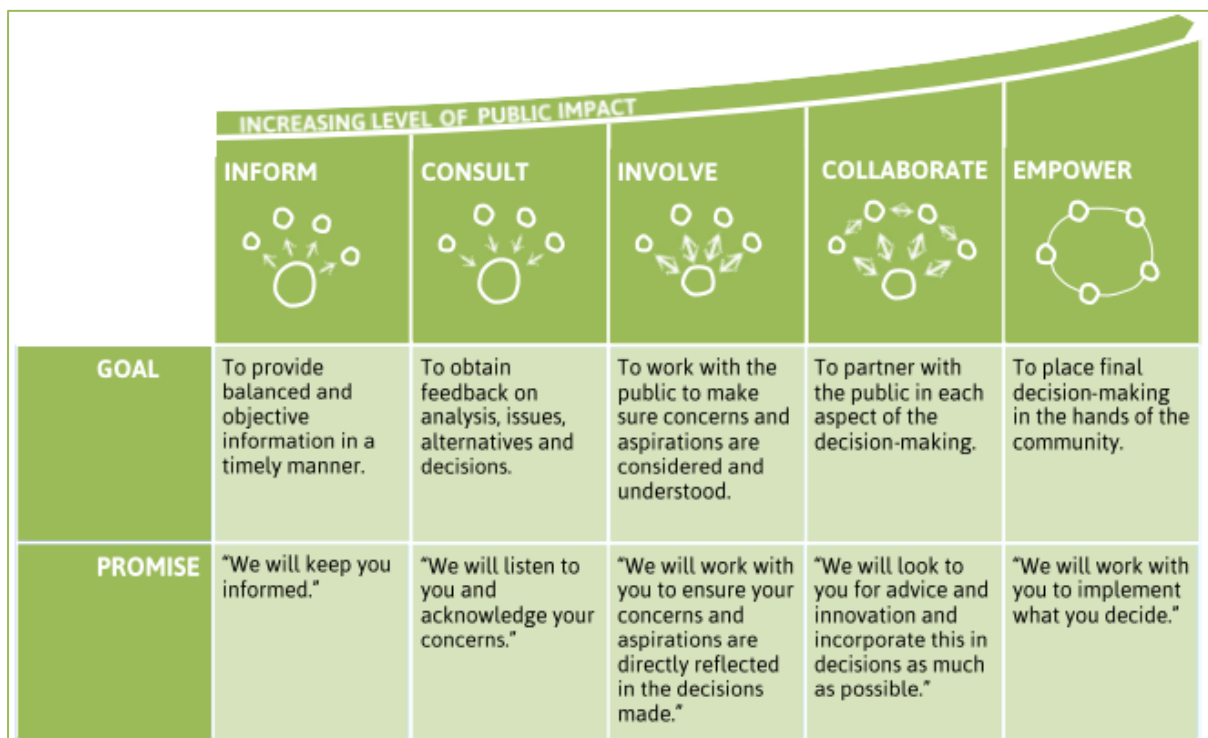 INCREASING LEVEL OF PUBLIC IMPACT
INFORM
CONSULT
INVOLVE
COLLABORATE
EMPOWER
GOAL
To provide
balanced and
objective
information in a
timely manner.
To obtain
feedback on
analysis, issues,
alternatives and
decisions.
To work with the
public to make
sure concerns and
aspirations are
considered and
understood.
To partner with
the public in each
aspect of the
decision-making.
To place final
decision-making
in the hands of the
community.
PROMISE
“We will keep you
informed.”
“We will listen to
you and
acknowledge your
concerns.”
“We will work with
you to ensure your
concerns and
aspirations are
directly reflected
in the decisions
made.”
“We will look to
you for advice and
innovation and
incorporate this in
decisions as much
as possible.”
“We will work with
you to implement
what you decide.”